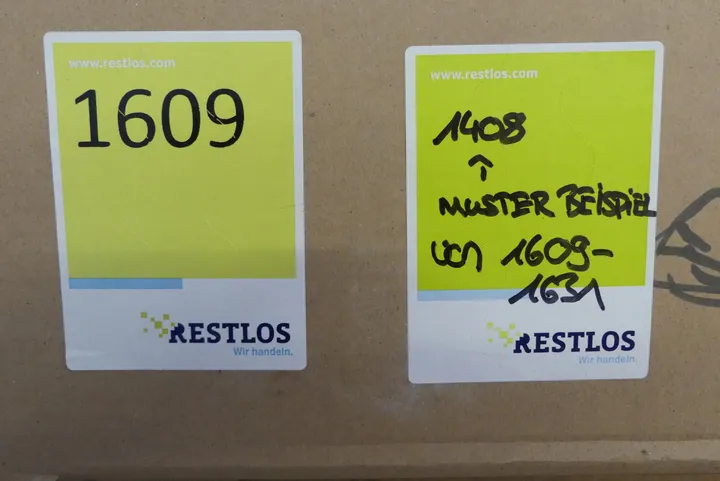 www.restlos.com
1609
RESTLOS
Wir handeln.
www.restlos.com
1408
^
MUSTER BEISPIEL
von 1609-
1631
RESTLOS
Wir handeln.